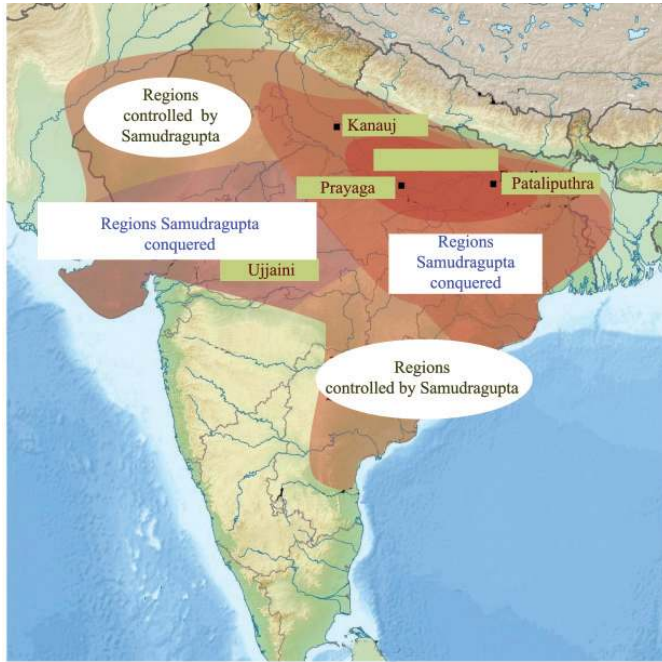 Regions
controlled by
Samudragupta
Kanauj
Prayaga
Pataliputhra
Regions Samudragupta
conquered
Regions
Samudragupta
conquered
Ujjaini
Regions
controlled by Samudragupta